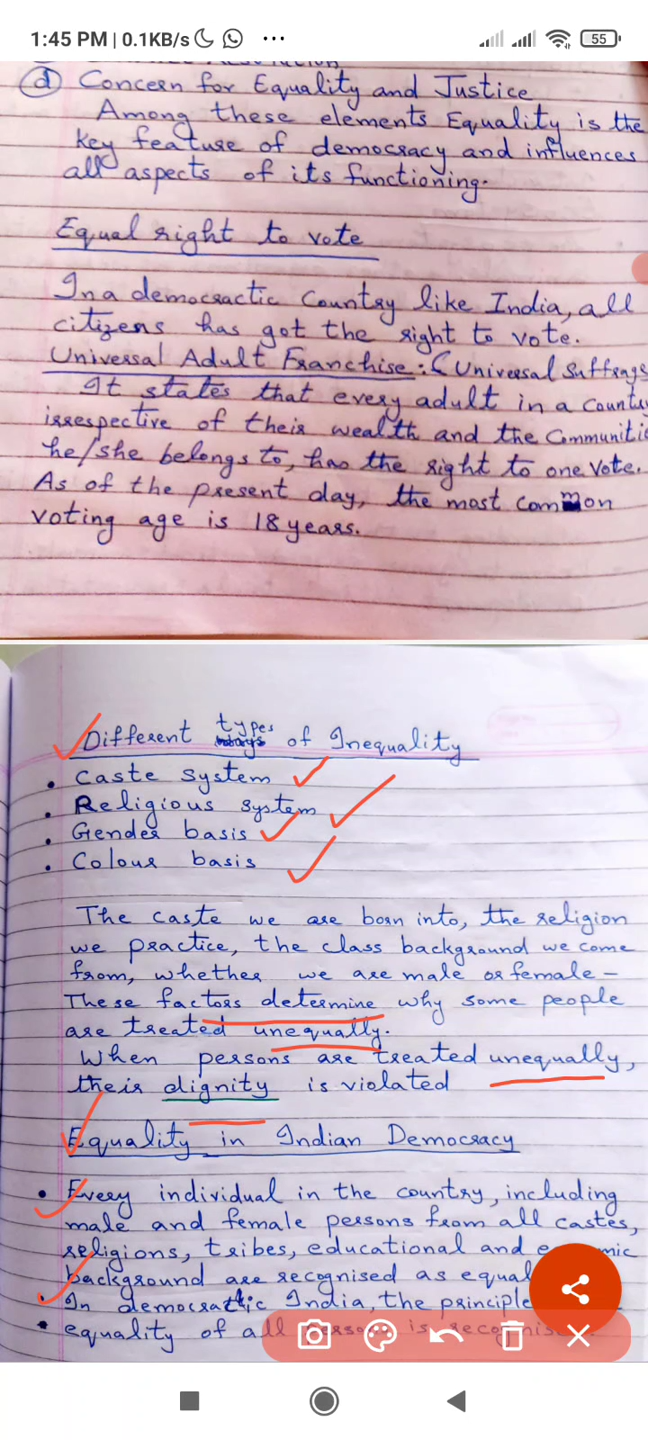 1:45 PM | 0.1KB/s
55
d Concern for Equality and Justice
Among these elements Equality is the
key feature of democracy and influences
all aspects of its functioning.
Equal right to vote
In a democractic Country like India, all
citizens has got the right to vote.
Universal Adult Franchise: (Universal Suffrage
It states that every adult in a Country
irrespective of their wealth and the Communitie
he/she belongs to, has the right to one vote.
As of the present day, the most common
voting age is 18 years.
Different types of Inequality
• Caste system
• Religious system
• Gender basis
• Colour basis
The caste we are born into, the religion
we practice, the class background we come
from, whether we are male or female -
These factors determine why some people
are treated unequally.
When persons are treated unequally,
their dignity is violated
Equality in Indian Democracy
• Every individual in the country, including
male and female persons from all castes,
religions, tribes, educational and
background are recognised as equal
In democratic India, the principle
• equality of all persons is recognis